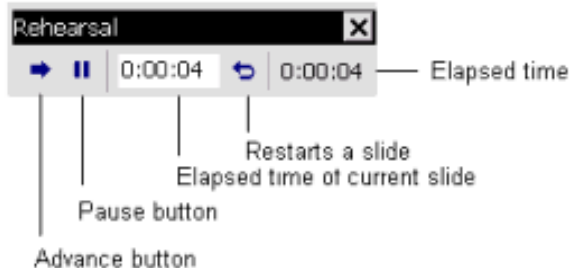 Rehearsal
0:00:04 0:00:04 Elapsed time
Restarts a slide
Elapsed time of current slide
Pause button
Advance button